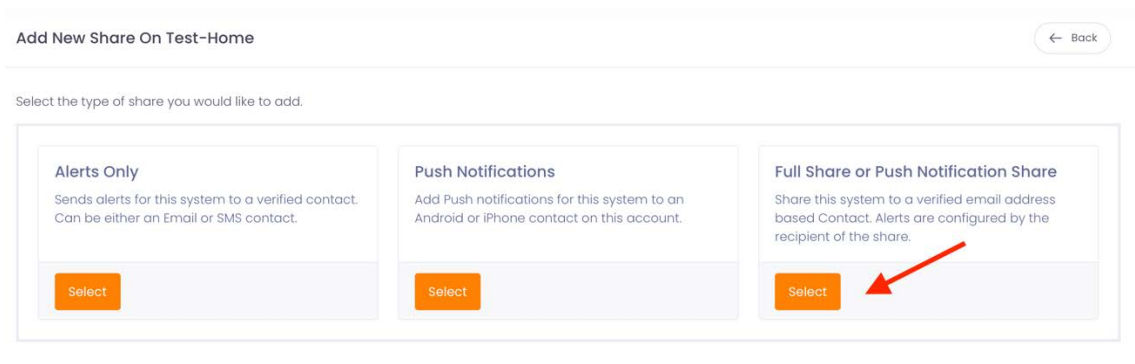 Add New Share On Test-Home
← Back
Select the type of share you would like to add.
Alerts Only
Sends alerts for this system to a verified contact.
Can be either an Email or SMS contact.
Select
Push Notifications
Add Push notifications for this system to an
Android or iPhone contact on this account.
Select
Full Share or Push Notification Share
Share this system to a verified email address
based Contact. Alerts are configured by the
recipient of the share.
Select